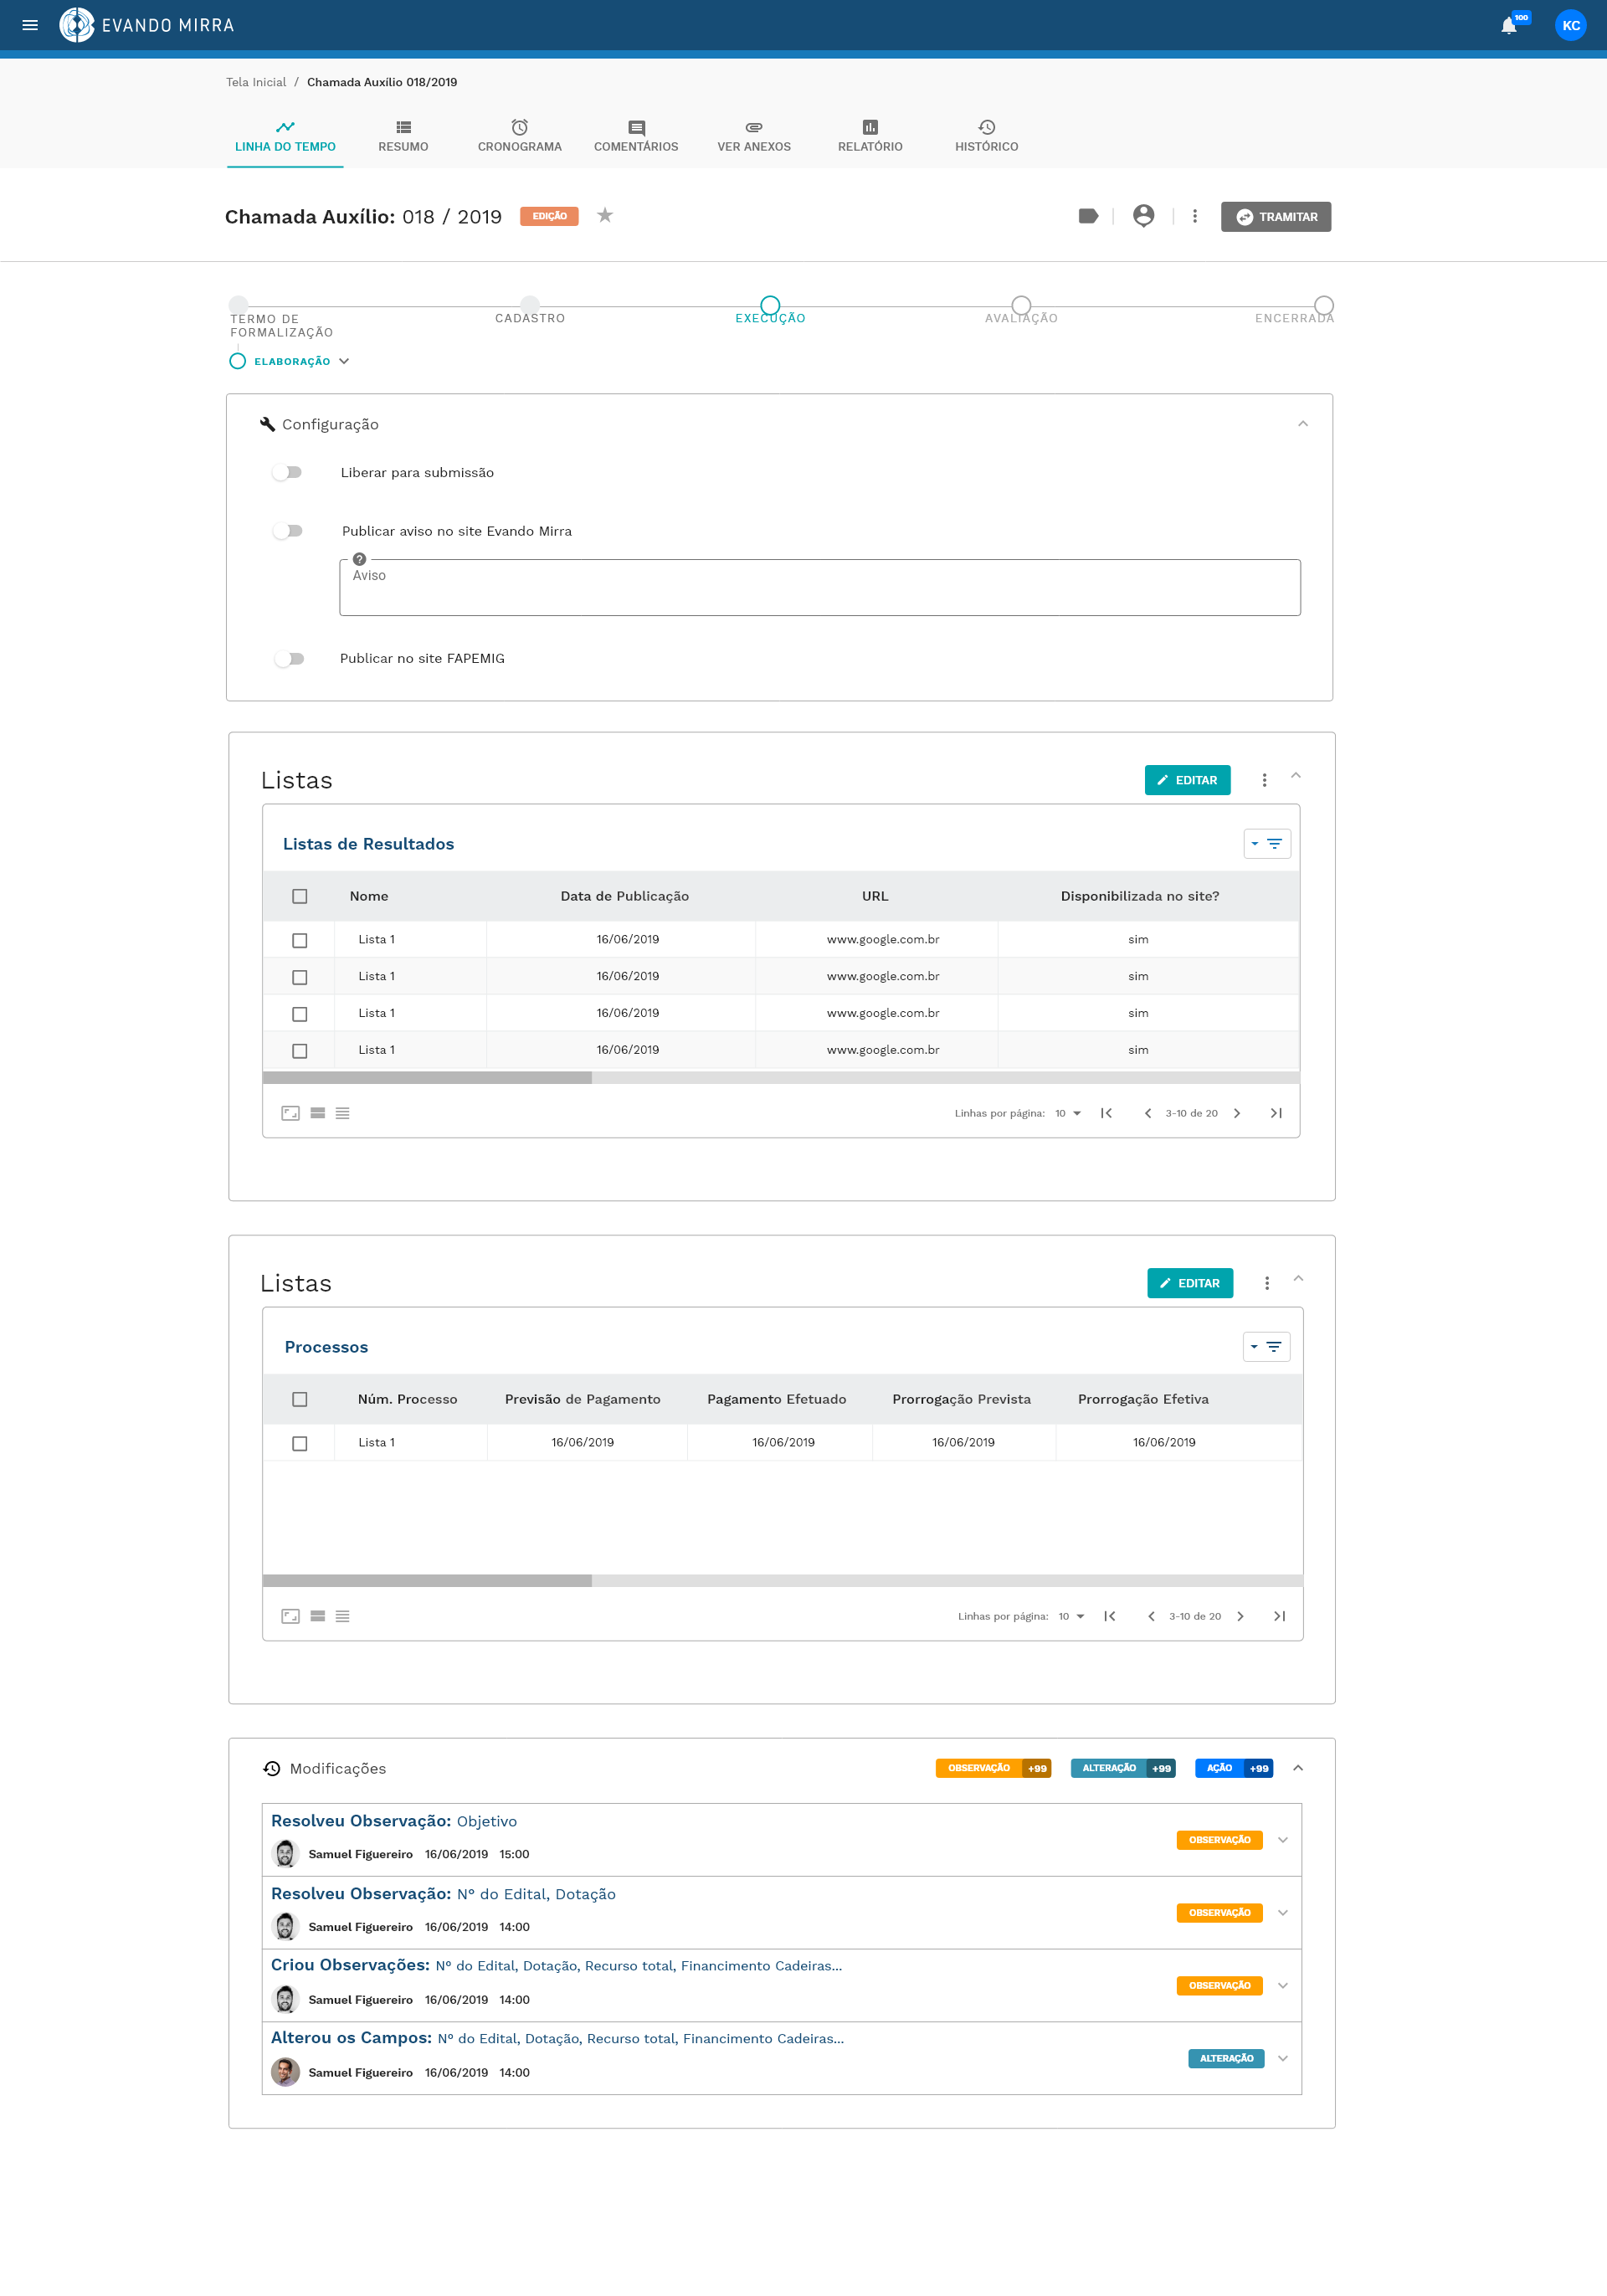 EVANDO MIRRA
100
KC
Tela Inicial / Chamada Auxílio 018/2019
LINHA DO TEMPO RESUMO CRONOGRAMA COMENTÁRIOS VER ANEXOS RELATÓRIO HISTÓRICO
Chamada Auxílio: 018 / 2019 EDIÇÃO TRAMITAR
TERMO DE
FORMALIZAÇÃO
CADASTRO EXECUÇÃO AVALIAÇÃO ENCERRADA
ELABORAÇÃO
Configuração
Liberar para submissão
Publicar aviso no site Evando Mirra
?
Aviso
Publicar no site FAPEMIG
Listas EDITAR
Listas de Resultados
Nome Data de Publicação URL Disponibilizada no site?
Lista 1 16/06/2019 www.google.com.br sim
Lista 1 16/06/2019 www.google.com.br sim
Lista 1 16/06/2019 www.google.com.br sim
Lista 1 16/06/2019 www.google.com.br sim
Linhas por página: 10 3-10 de 20
Listas EDITAR
Processos
Núm. Processo Previsão de Pagamento Pagamento Efetuado Prorrogação Prevista Prorrogação Efetiva
Lista 1 16/06/2019 16/06/2019 16/06/2019 16/06/2019
Linhas por página: 10 3-10 de 20
Modificações OBSERVAÇÃO +99 ALTERAÇÃO +99 AÇÃO +99
Resolveu Observação: Objetivo
Samuel Figuereiro 16/06/2019 15:00 OBSERVAÇÃO
Resolveu Observação: N° do Edital, Dotação
Samuel Figuereiro 16/06/2019 14:00 OBSERVAÇÃO
Criou Observações: N° do Edital, Dotação, Recurso total, Financimento Cadeiras...
Samuel Figuereiro 16/06/2019 14:00 OBSERVAÇÃO
Alterou os Campos: N° do Edital, Dotação, Recurso total, Financimento Cadeiras...
Samuel Figuereiro 16/06/2019 14:00 ALTERAÇÃO